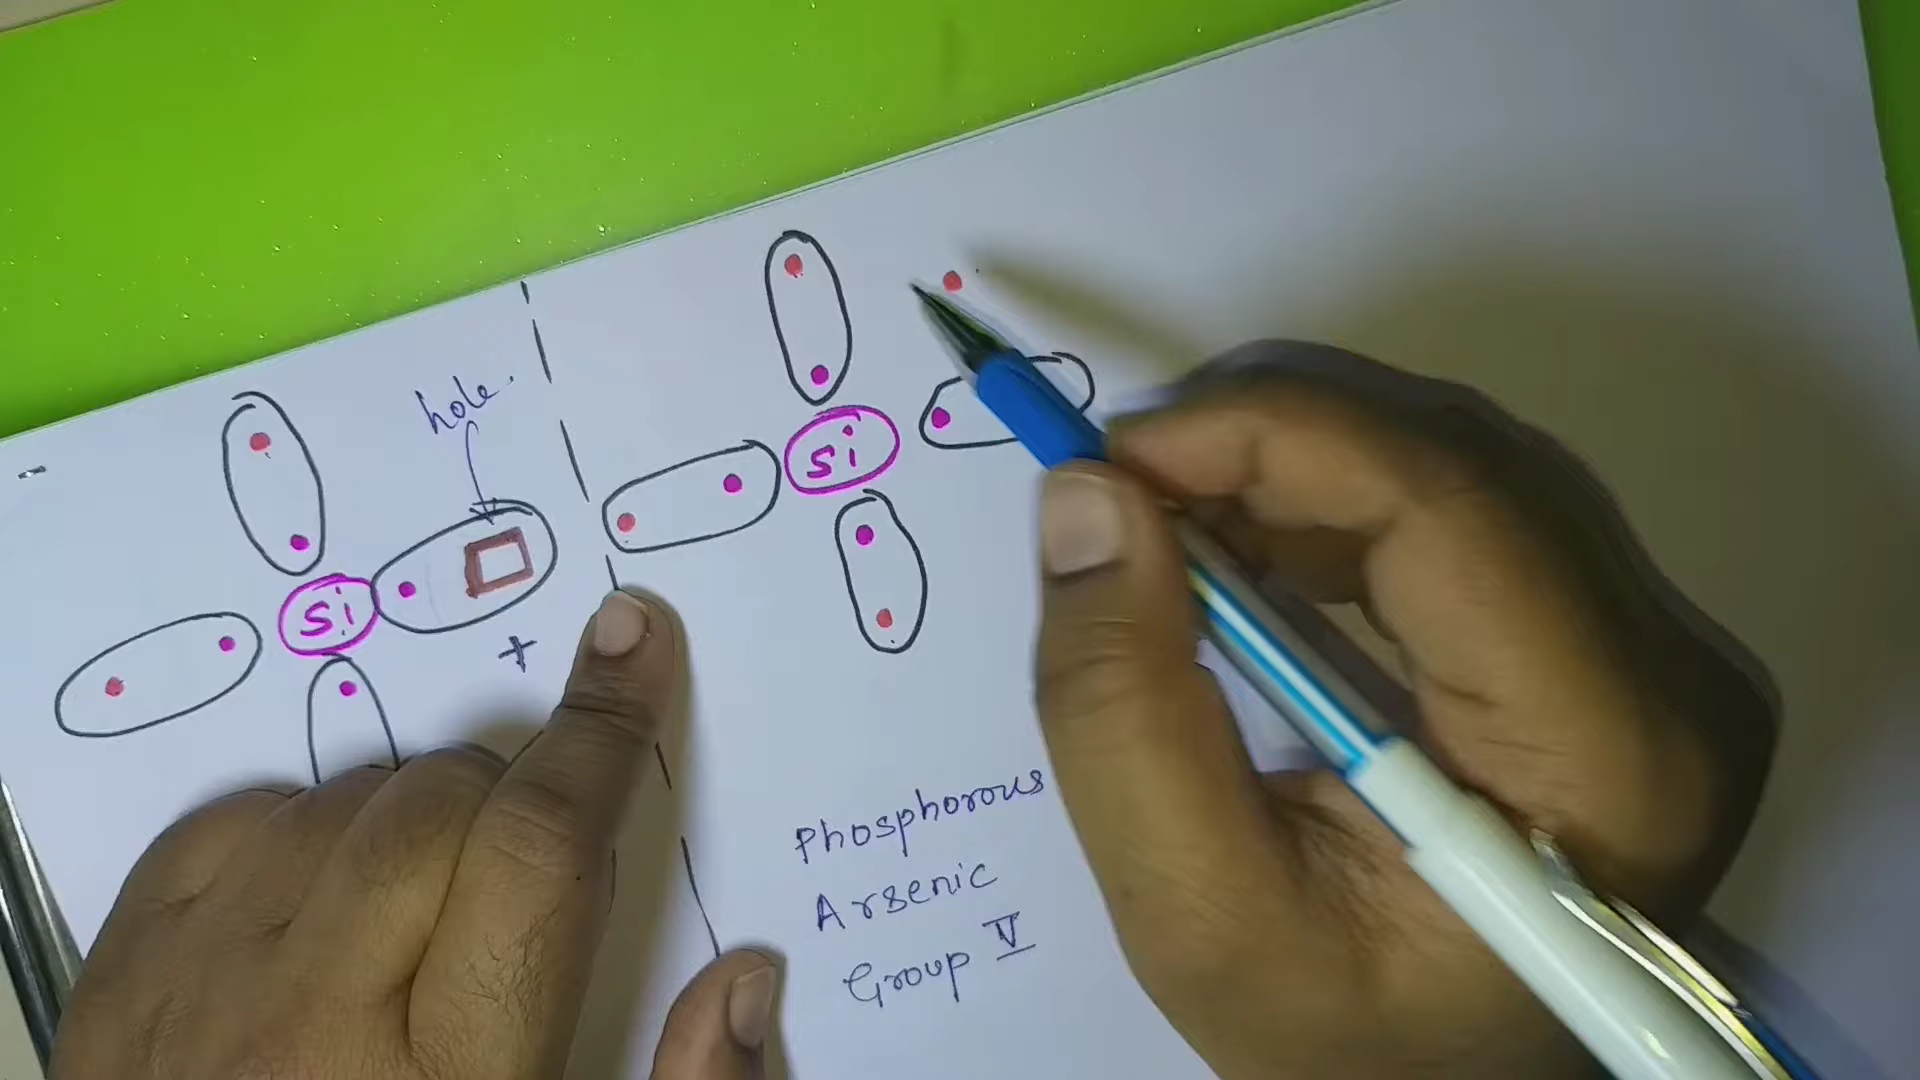 hole.
si
+
si
Phosphorous
Arsenic
Group V